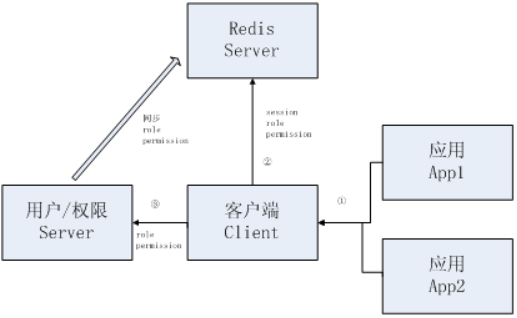 Redis
Server
同步
role
permission
session
role
permission
②
应用
App1
①
用户/权限
Server
③
role
permission
客户端
Client
应用
App2